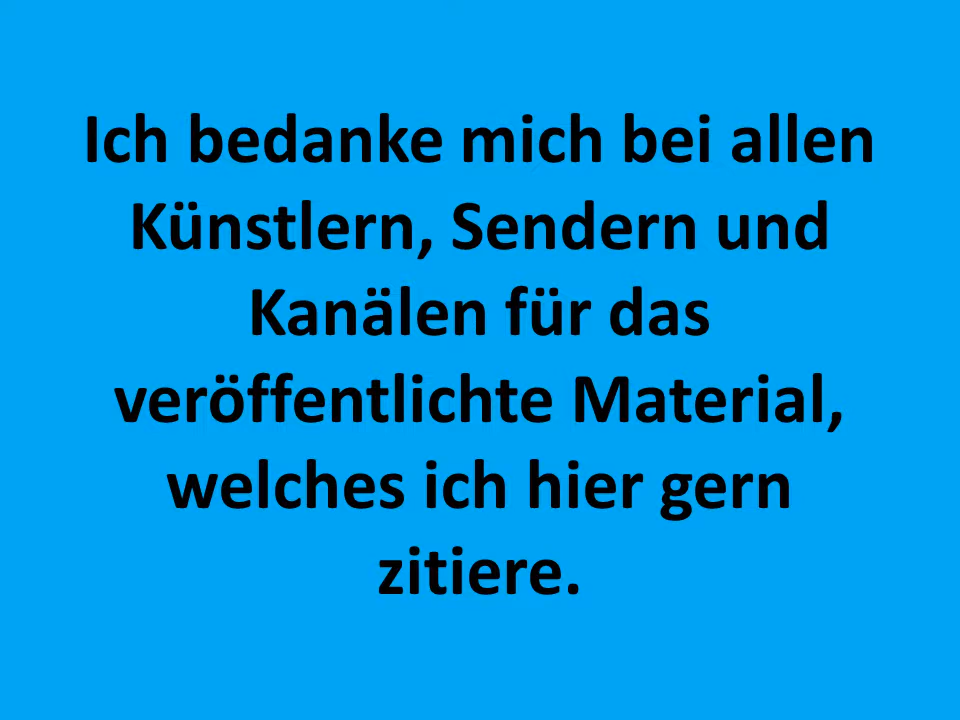 Ich bedanke mich bei allen
Künstlern, Sendern und
Kanälen für das
veröffentlichte Material,
welches ich hier gern
zitiere.